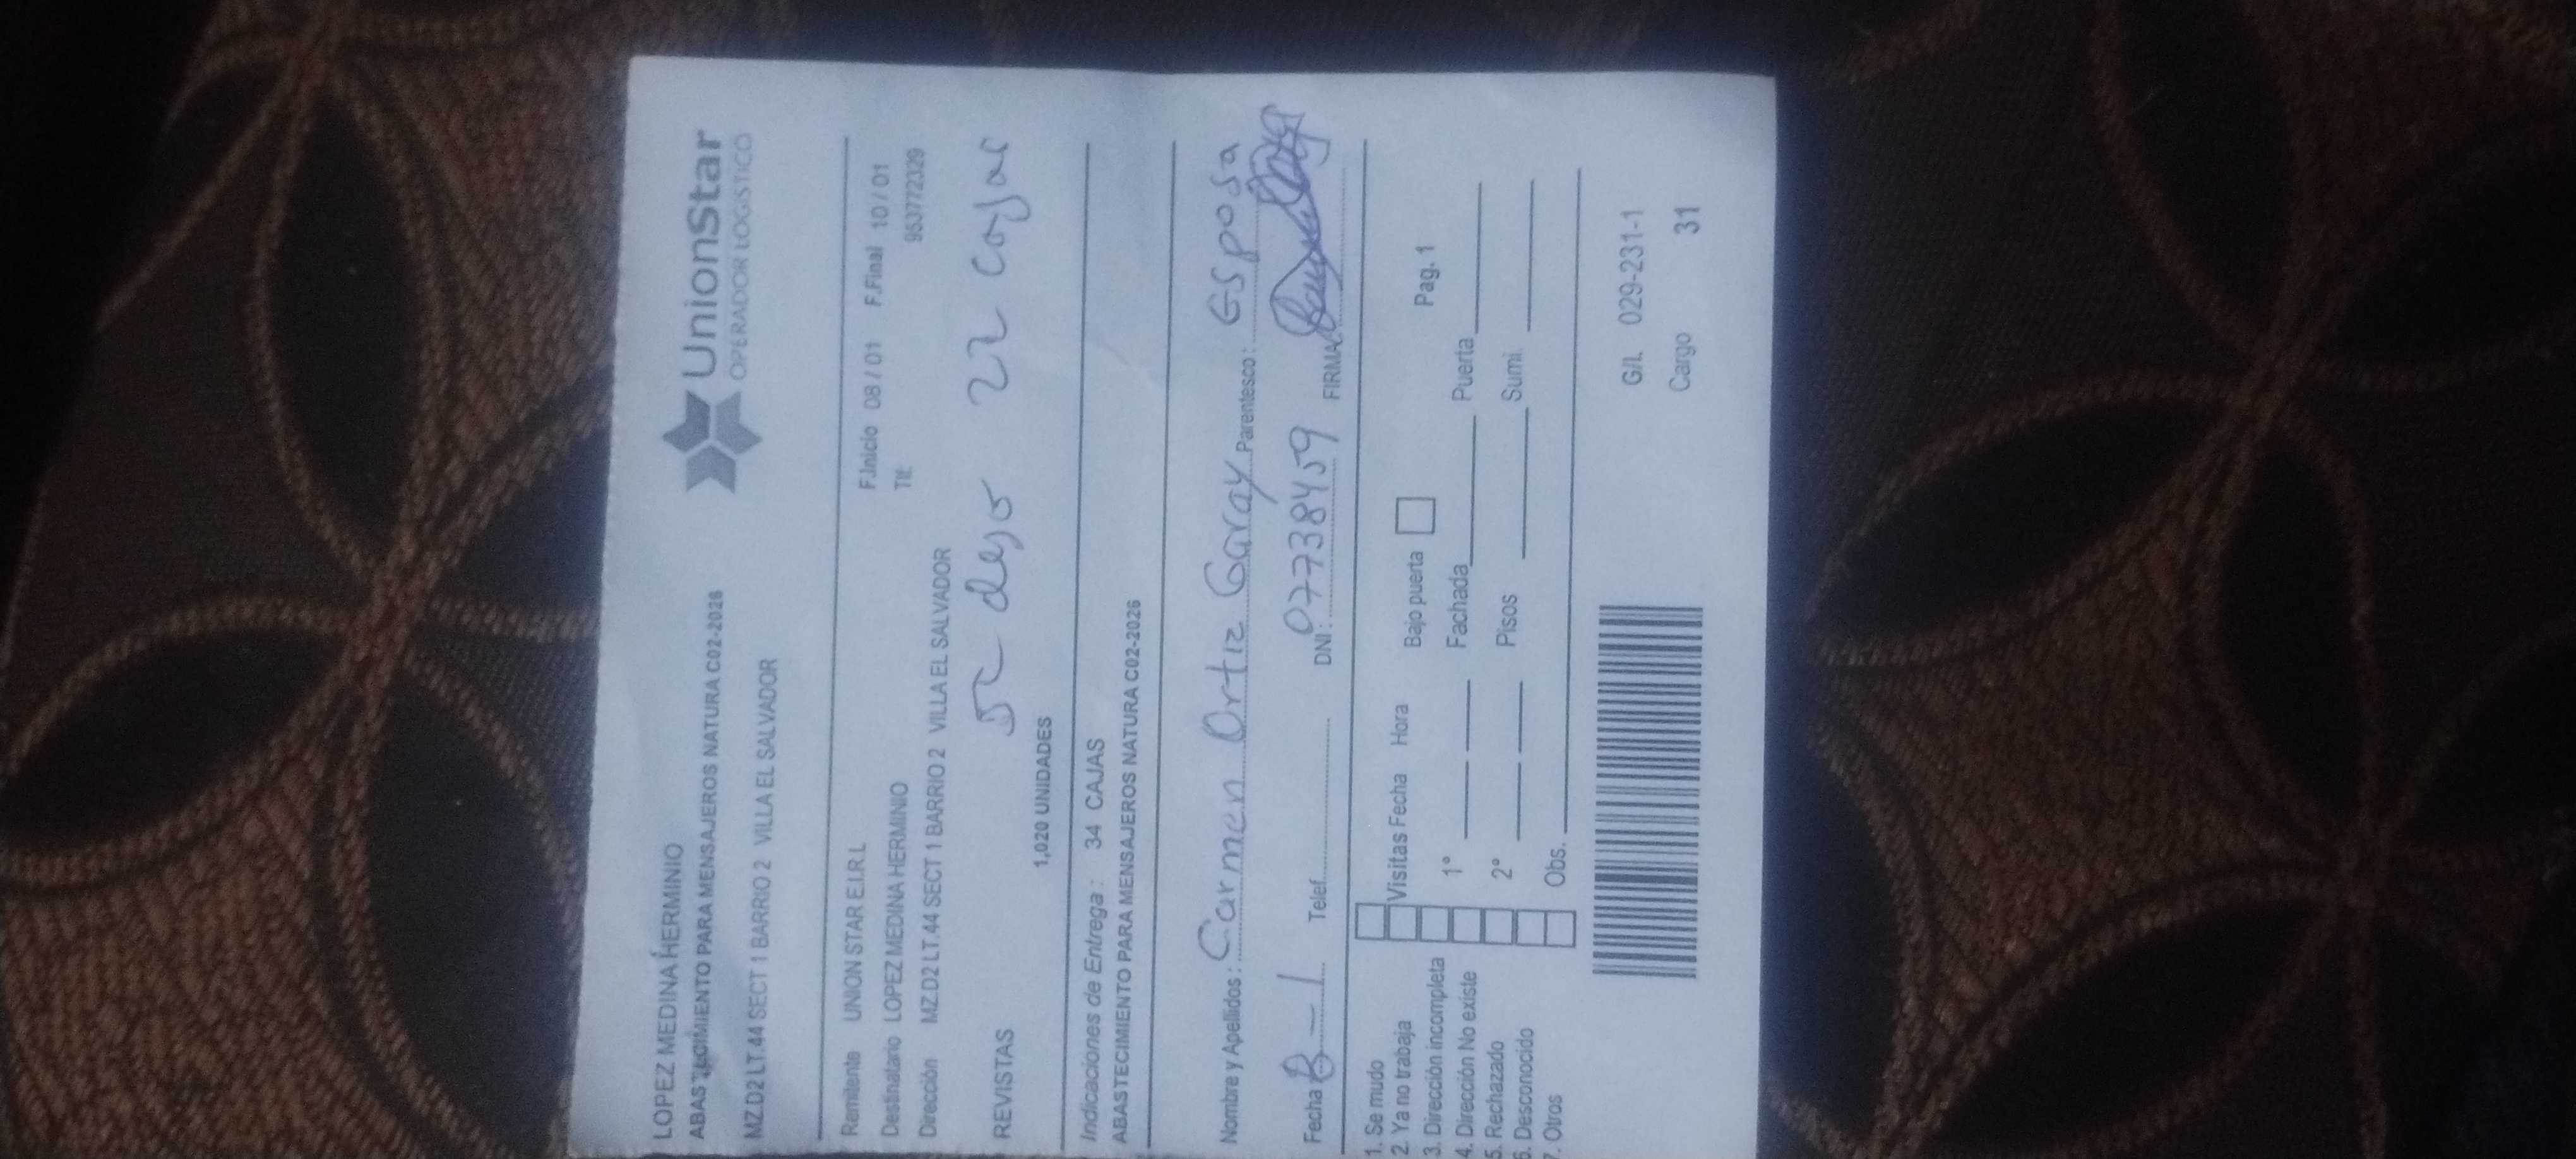 LOPEZ MEDINA HERMINIO
ABASTECIMIENTO PARA MENSAJEROS NATURA C02-2026
MZ.D2 LT.44 SECT 1 BARRIO 2 VILLA EL SALVADOR
UnionStar
OPERADOR LOGISTICO
Remitente UNION STAR E.I.R.L F.Inicio 08 / 01 F.Final 10 / 01
Destinatario LOPEZ MEDINA HERMINIO Tlf. 953772329
Dirección MZ.D2 LT.44 SECT 1 BARRIO 2 VILLA EL SALVADOR
Se dejo 22 cajas
REVISTAS
1,020 UNIDADES
Indicaciones de Entrega : 34 CAJAS
ABASTECIMIENTO PARA MENSAJEROS NATURA C02-2026
Nombre y Apellidos : Carmen Ortiz Garay Parentesco : Esposa
Fecha 8 - 1 Telef. DNI : 07738459 FIRMA
1. Se mudo
2. Ya no trabaja Visitas Fecha Hora Bajo puerta Pag. 1
3. Dirección incompleta 1° Fachada Puerta
4. Dirección No existe
5. Rechazado 2° Pisos Sumi.
6. Desconocido
7. Otros Obs.
G/L 029-231-1
Cargo 31